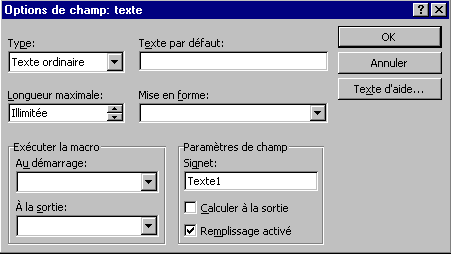 Options de champ: texte
Type:
Texte par défaut:
OK
Texte ordinaire
Annuler
Longueur maximale:
Mise en forme:
Texte d'aide...
Illimitée
Exécuter la macro
Paramètres de champ
Au démarrage:
Signet:
Texte1
À la sortie:
Calculer à la sortie
Remplissage activé